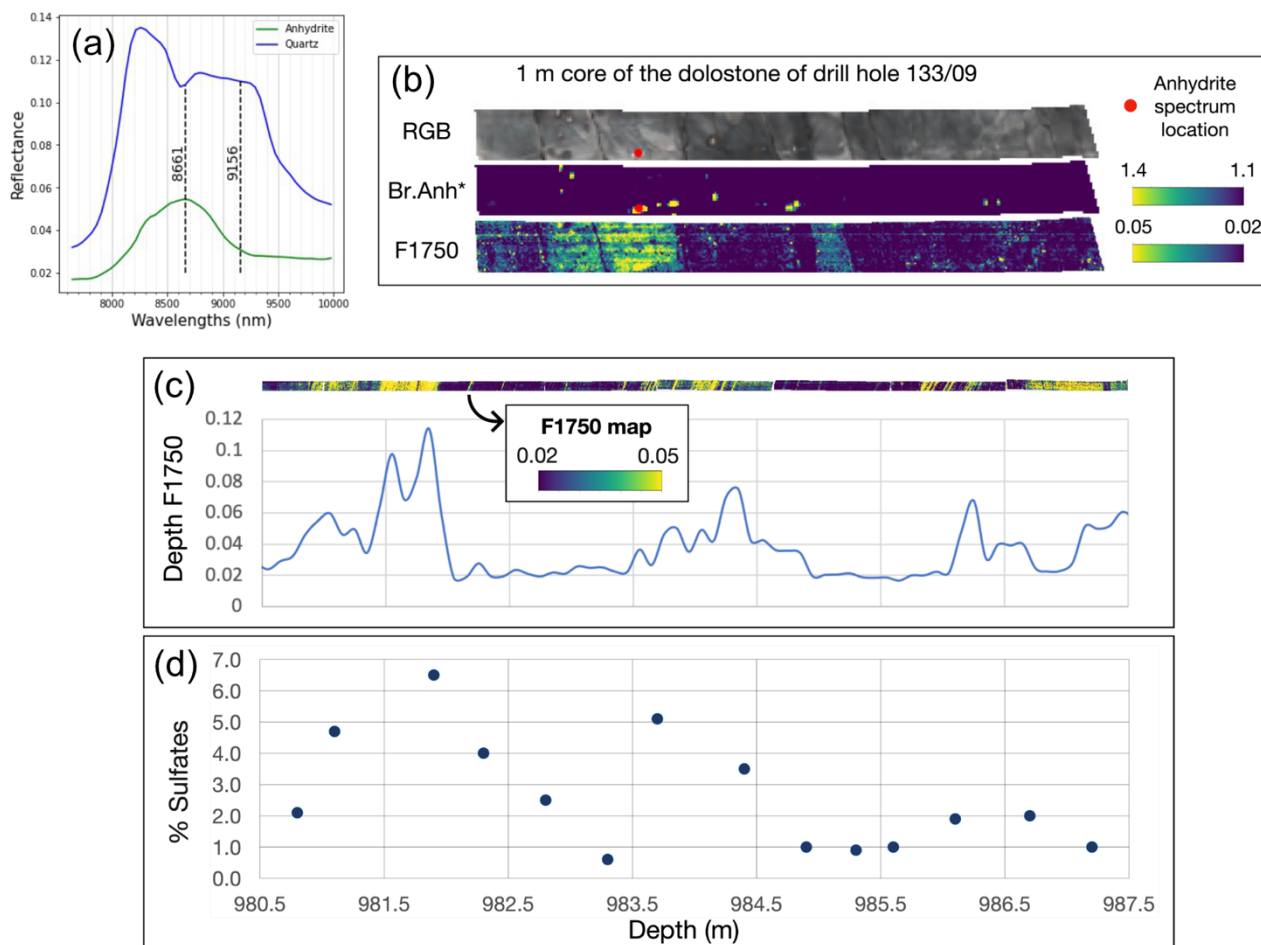 (a)
0.14
0.12
0.10
0.08
0.06
0.04
0.02
Reflectance
Anhydrite
Quartz
8661
9156
8000
8500
9000
9500
10000
Wavelengths (nm)
(b)
1 m core of the dolostone of drill hole 133/09
RGB
Br.Anh*
F1750
Anhydrite
spectrum
location
1.4 1.1
0.05 0.02
(c)
F1750 map
0.02 0.05
Depth F1750
0.12
0.1
0.08
0.06
0.04
0.02
0
(d)
% Sulfates
7.0
6.0
5.0
4.0
3.0
2.0
1.0
0.0
980.5 981.5 982.5 983.5 984.5 985.5 986.5 987.5
Depth (m)